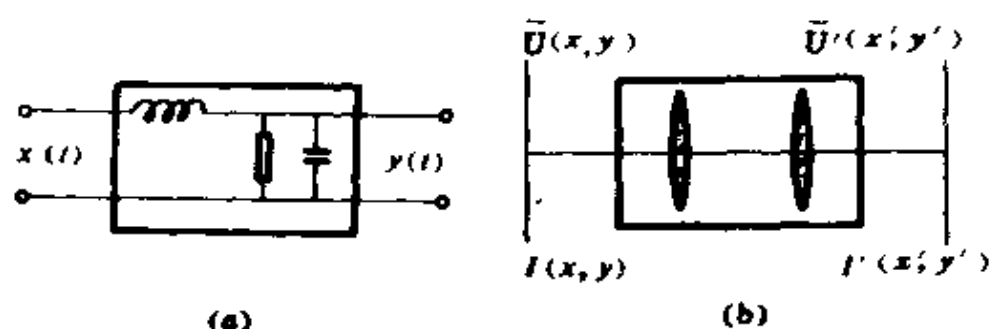 x (t)
y(t)
(a)
Ũ(x,y)
Ũ'(x',y')
I(x,y)
I'(x',y')
(b)